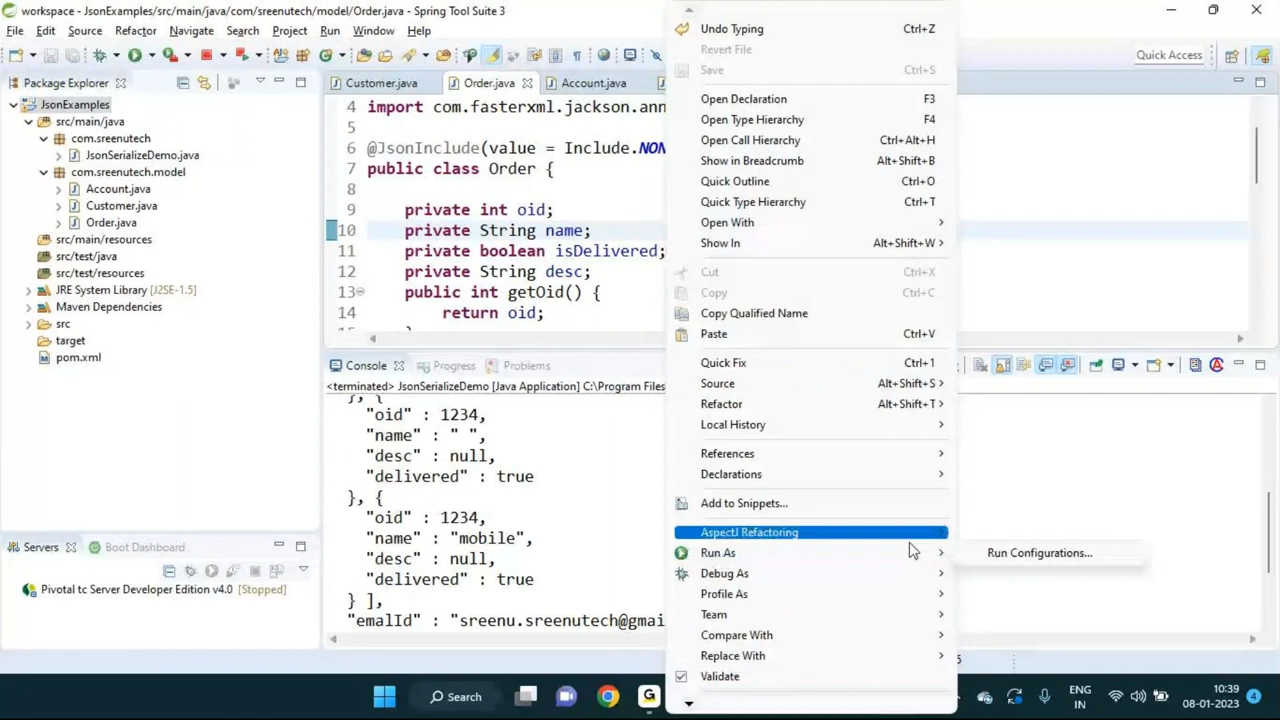 workspace - JsonExamples/src/main/java/com/sreenutech/model/Order.java - Spring Tool Suite 3
File Edit Source Refactor Navigate Search Project Run Window Help
Quick Access
Package Explorer
JsonExamples
src/main/java
com.sreenutech
JsonSerializeDemo.java
com.sreenutech.model
Account.java
Customer.java
Order.java
src/main/resources
src/test/java
src/test/resources
JRE System Library [J2SE-1.5]
Maven Dependencies
src
target
pom.xml
Servers
Boot Dashboard
Pivotal tc Server Developer Edition v4.0 [Stopped]
Customer.java
Order.java
Account.java
4 import com.fasterxml.jackson.ann
5
6 @JsonInclude(value = Include.NON
7 public class Order {
8
9 private int oid;
10 private String name;
11 private boolean isDelivered;
12 private String desc;
13 public int getOid() {
14 return oid;
15 }
Console
Progress
Problems
<terminated> JsonSerializeDemo [Java Application] C:\Program Files
}, {
"oid" : 1234,
"name" : " ",
"desc" : null,
"delivered" : true
}, {
"oid" : 1234,
"name" : "mobile",
"desc" : null,
"delivered" : true
} ],
"emalId" : "sreenu.sreenutech@gmai
Undo Typing Ctrl+Z
Revert File
Save Ctrl+S
Open Declaration F3
Open Type Hierarchy F4
Open Call Hierarchy Ctrl+Alt+H
Show in Breadcrumb Alt+Shift+B
Quick Outline Ctrl+O
Quick Type Hierarchy Ctrl+T
Open With
Show In Alt+Shift+W
Cut Ctrl+X
Copy Ctrl+C
Copy Qualified Name
Paste Ctrl+V
Quick Fix Ctrl+1
Source Alt+Shift+S
Refactor Alt+Shift+T
Local History
References
Declarations
Add to Snippets...
AspectJ Refactoring
Run As
Debug As
Profile As
Team
Compare With
Replace With
Validate
Run Configurations...
5
Search
ENG
IN
10:39
08-01-2023
4